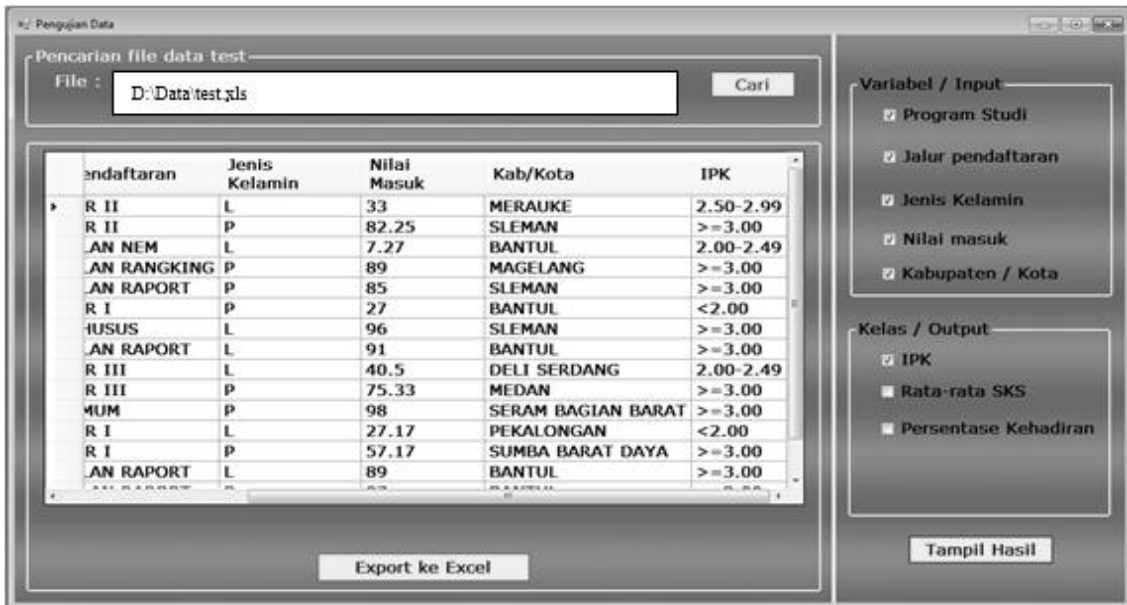 Pengujian Data
Pencarian file data test
File : D:\Data\test.xls Cari
endaftaran Jenis Kelamin Nilai Masuk Kab/Kota IPK
R II L 33 MERAUKE 2.50-2.99
R II P 82.25 SLEMAN >=3.00
LAN NEM L 7.27 BANTUL 2.00-2.49
LAN RANGKING P 89 MAGELANG >=3.00
LAN RAPORT P 85 SLEMAN >=3.00
R I P 27 BANTUL <2.00
HUSUS L 96 SLEMAN >=3.00
LAN RAPORT L 91 BANTUL >=3.00
R III L 40.5 DELI SERDANG 2.00-2.49
R III P 75.33 MEDAN >=3.00
MUM P 98 SERAM BAGIAN BARAT >=3.00
R I L 27.17 PEKALONGAN <2.00
R I P 57.17 SUMBA BARAT DAYA >=3.00
LAN RAPORT L 89 BANTUL >=3.00
Export ke Excel
Variabel / Input
Program Studi
Jalur pendaftaran
Jenis Kelamin
Nilai masuk
Kabupaten / Kota
Kelas / Output
IPK
Rata-rata SKS
Persentase Kehadiran
Tampil Hasil